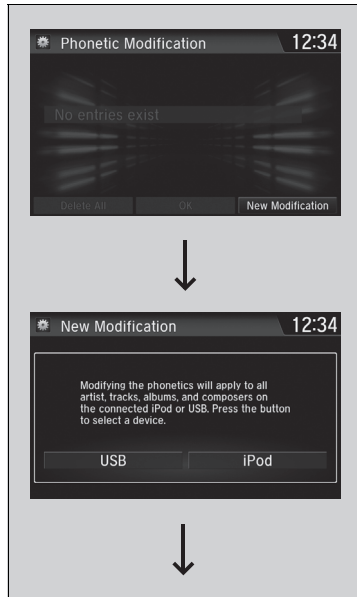 Phonetic Modification 12:34
No entries exist
Delete All OK New Modification
New Modification 12:34
Modifying the phonetics will apply to all
artist, tracks, albums, and composers on
the connected iPod or USB. Press the button
to select a device.
USB iPod